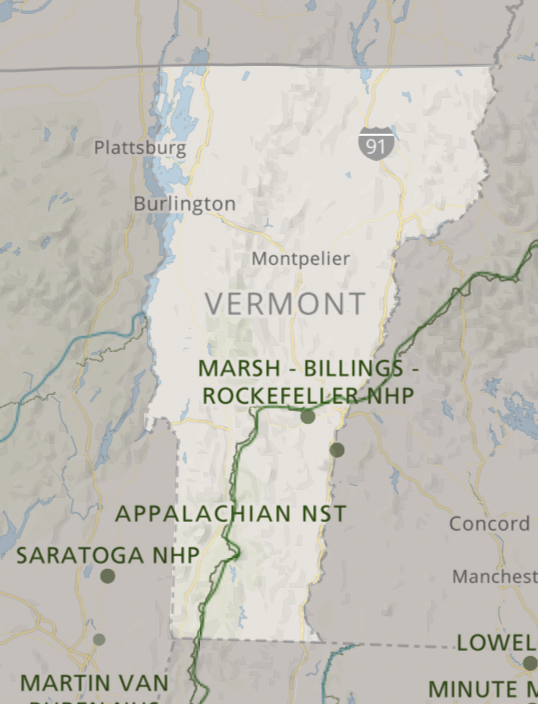 Plattsburg
91
Burlington
Montpelier
VERMONT
MARSH - BILLINGS -
ROCKEFELLER NHP
APPALACHIAN NST
Concord
SARATOGA NHP
Manchest
LOWEL
MARTIN VAN
MINUTE M